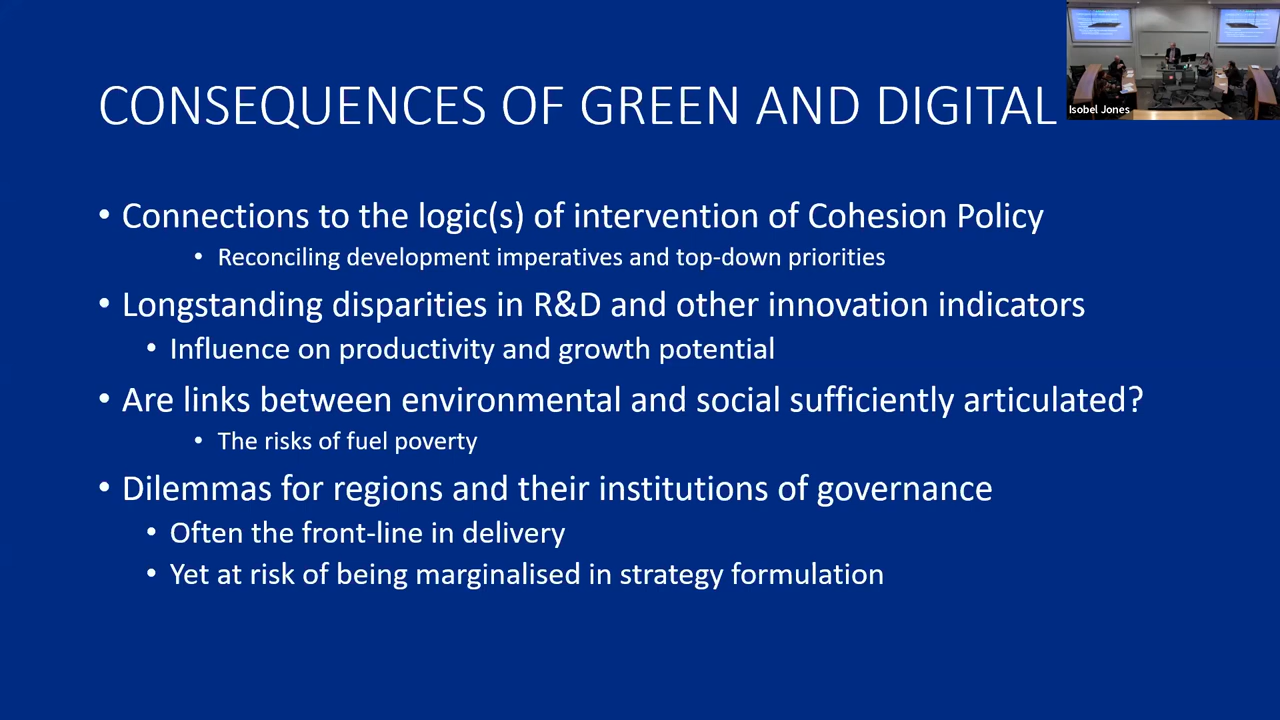 CONSEQUENCES OF GREEN AND DIGITAL
Isobel Jones
• Connections to the logic(s) of intervention of Cohesion Policy
• Reconciling development imperatives and top-down priorities
• Longstanding disparities in R&D and other innovation indicators
• Influence on productivity and growth potential
• Are links between environmental and social sufficiently articulated?
• The risks of fuel poverty
• Dilemmas for regions and their institutions of governance
• Often the front-line in delivery
• Yet at risk of being marginalised in strategy formulation